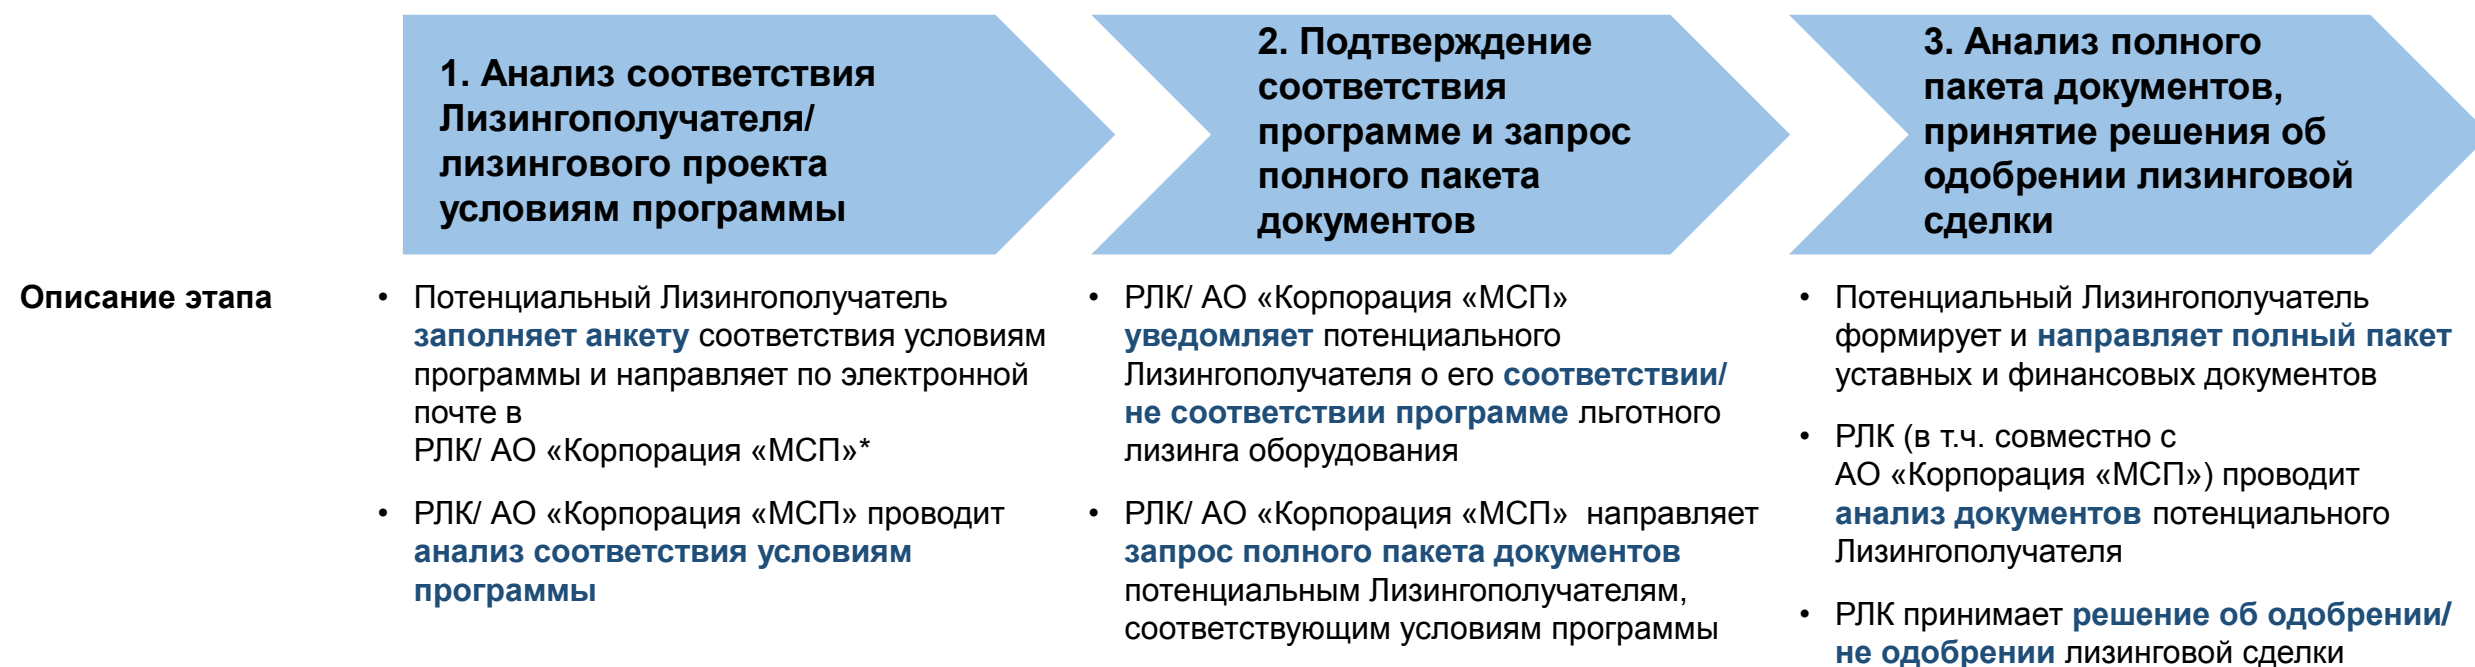 1. Анализ соответствия
Лизингополучателя/
лизингового проекта
условиям программы
2. Подтверждение
соответствия
программе и запрос
полного пакета
документов
3. Анализ полного
пакета документов,
принятие решения об
одобрении лизинговой
сделки
Описание этапа
• Потенциальный Лизингополучатель
заполняет анкету соответствия условиям
программы и направляет по электронной
почте в
РЛК/ АО «Корпорация «МСП»*
• РЛК/ АО «Корпорация «МСП» проводит
анализ соответствия условиям
программы
• РЛК/ АО «Корпорация «МСП»
уведомляет потенциального
Лизингополучателя о его соответствии/
не соответствии программе льготного
лизинга оборудования
• РЛК/ АО «Корпорация «МСП» направляет
запрос полного пакета документов
потенциальным Лизингополучателям,
соответствующим условиям программы
• Потенциальный Лизингополучатель
формирует и направляет полный пакет
уставных и финансовых документов
• РЛК (в т.ч. совместно с
АО «Корпорация «МСП») проводит
анализ документов потенциального
Лизингополучателя
• РЛК принимает решение об одобрении/
не одобрении лизинговой сделки